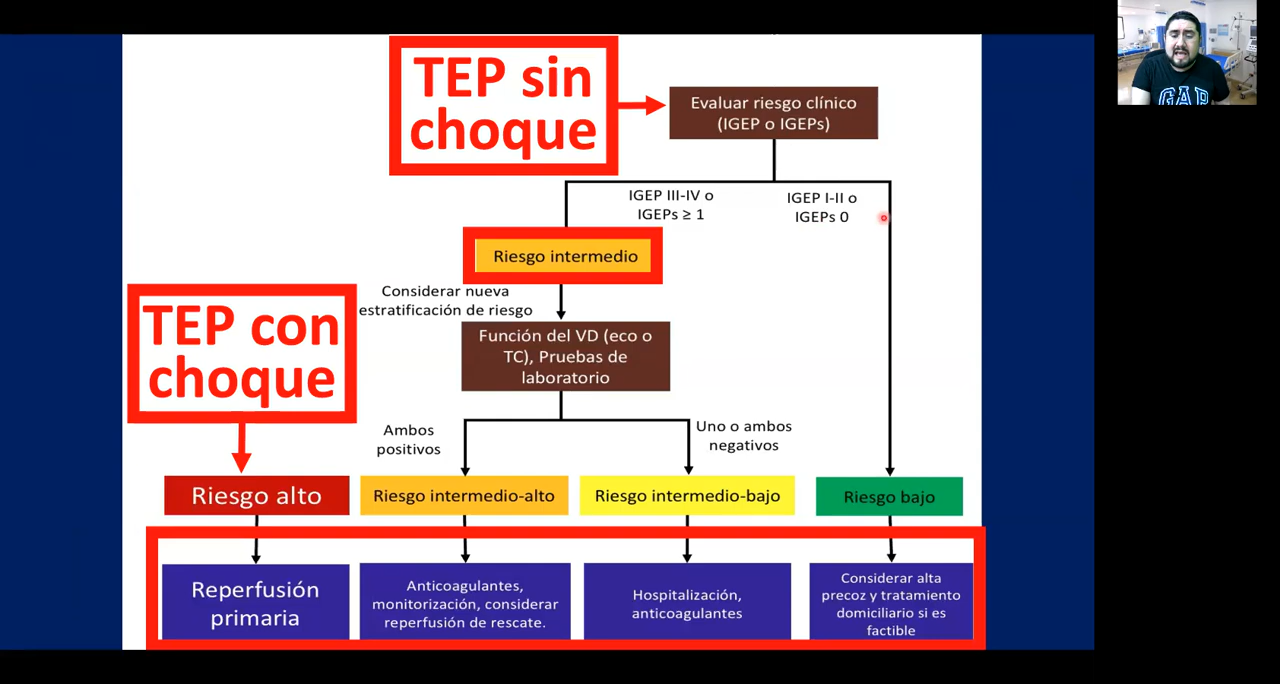 TEP sin
choque
Evaluar riesgo clínico
(IGEP o IGEPs)
IGEP III-IV o
IGEPs ≥ 1
IGEP I-II o
IGEPs 0
Riesgo intermedio
Considerar nueva
estratificación de riesgo
TEP con
choque
Función del VD (eco o
TC), Pruebas de
laboratorio
Ambos
positivos
Uno o ambos
negativos
Riesgo alto
Riesgo intermedio-alto
Riesgo intermedio-bajo
Riesgo bajo
Reperfusión
primaria
Anticoagulantes,
monitorización, considerar
reperfusión de rescate.
Hospitalización,
anticoagulantes
Considerar alta
precoz y tratamiento
domiciliario si es
factible
GAP